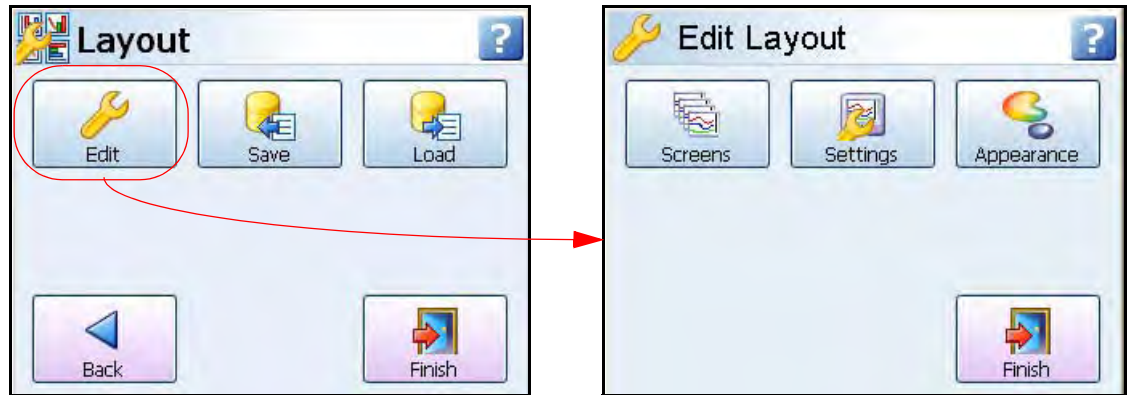 Layout
?
Edit
Save
Load
Back
Finish
Edit Layout
?
Screens
Settings
Appearance
Finish